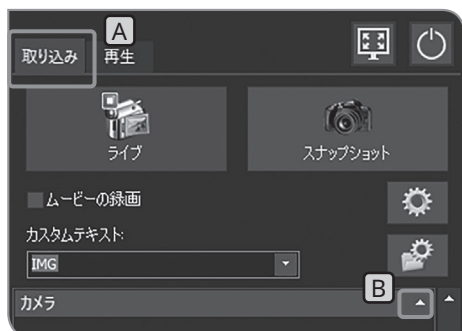 A
取り込み 再生
ライブ スナップショット
ムービーの録画
カスタムテキスト:
IMG
B
カメラ